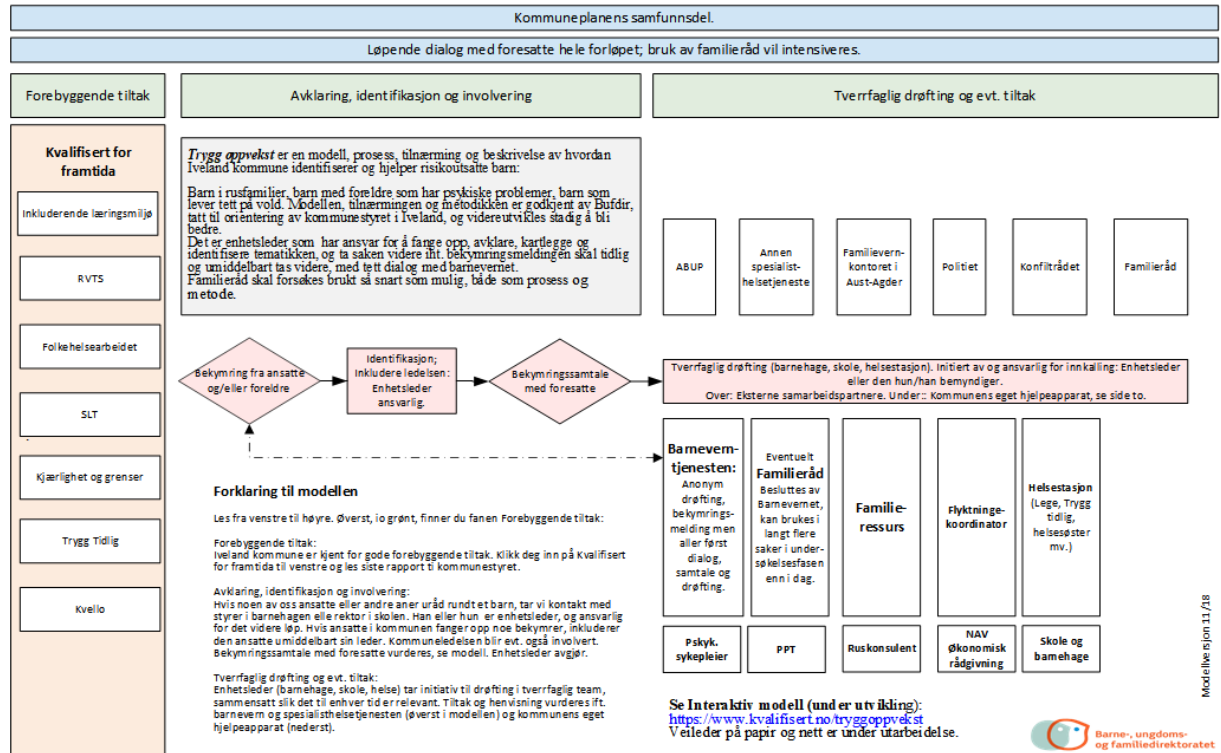 Kommuneplanens samfunnsdel.
Løpende dialog med foresatte hele forløpet; bruk av familieråd vil intensiveres.
Forebyggende tiltak
Avklaring, identifikasjon og involvering
Tverrfaglig drøfting og evt. tiltak
Kvalifisert for
framtida
Inkluderende læringsmiljø
RVTS
Folkehelsearbeidet
SLT
Kjærlighet og grenser
Trygg Tidlig
Kvello
Trygg oppvekst er en modell, prosess, tilnærming og beskrivelse av hvordan
Iveland kommune identifiserer og hjelper risikoutsatte barn:
Barn i rusfamilier, barn med foreldre som har psykiske problemer, barn som
lever tett på vold. Modellen, tilnærmingen og metodikken er godkjent av Bufdir,
tatt til orientering av kommunestyret i Iveland, og videreutvikles stadig å bli
bedre.
Det er enhetsleder som har ansvar for å fange opp, avklare, kartlegge og
identifisere tematikken, og ta saken videre iht. bekymringsmeldingen skal tidlig
og umiddelbart tas videre, med tett dialog med barnevernet.
Familieråd skal forsøkes brukt så snart som mulig, både som prosess og
metode.
ABUP
Annen
spesialist-
helsetjeneste
Familievern-
kontoret i
Aust-Agder
Politiet
Konfiltrådet
Familieråd
Bekymring fra ansatte
og/eller foreldre
Identifikasjon;
Inkludere ledelsen:
Enhetsleder
ansvarlig.
Bekymringssamtale
med foresatte
Tverrfaglig drøfting (barnehage, skole, helsestasjon). Initiert av og ansvarlig for innkalling: Enhetsleder
eller den hun/han bemyndiger.
Over: Eksterne samarbeidspartnere. Under:: Kommunens eget hjelpeapparat, se side to.
Barnevern-
tjenesten:
Anonym
drøfting,
bekymrings-
melding men
aller først
dialog,
samtale og
drøfting.
Eventuelt
Familieråd
Besluttes av
Barnevernet,
kan brukes i
langt flere
saker i under-
søkelsesfasen
enn i dag.
Familie-
ressurs
Flyktninge-
koordinator
Helsestasjon
(Lege, Trygg
tidlig,
helsesøster
mv.)
Pskyk.
sykepleier
PPT
Ruskonsulent
NAV
Økonomisk
rådgivning
Skole og
barnehage
Forklaring til modellen
Les fra venstre til høyre. Øverst, io grønt, finner du fanen Forebyggende tiltak:
Forebyggende tiltak:
Iveland kommune er kjent for gode forebyggende tiltak. Klikk deg inn på Kvalifisert
for framtida til venstre og les siste rapport ti kommunestyret.
Avklaring, identifikasjon og involvering:
Hvis noen av oss ansatte eller andre aner uråd rundt et barn, tar vi kontakt med
styrer i barnehagen elle rektor i skolen. Han eller hun er enhetsleder, og ansvarlig
for det videre løp. Hvis ansatte i kommunen fanger opp noe bekymrer, inkluderer
den ansatte umiddelbart sin leder. Kommuneledelsen blir evt. også involvert.
Bekymringssamtale med foresatte vurderes, se modell. Enhetsleder avgjør.
Tverrfaglig drøfting og evt. tiltak:
Enhetsleder (barnehage, skole, helse) tar initiativ til drøfting i tverrfaglig team,
sammensatt slik det til enhver tid er relevant. Tiltak og henvisning vurderes ift.
barnevern og spesialisthelsetjenesten (øverst i modellen) og kommunens eget
hjelpeapparat (nederst).
Se Interaktiv modell (under utvikling):
https://www.kvalifisert.no/tryggoppvekst
Veileder på papir og nett er under utarbeidelse.
Modellversjon 11/18
Barne-, ungdoms-
og familiedirektoratet